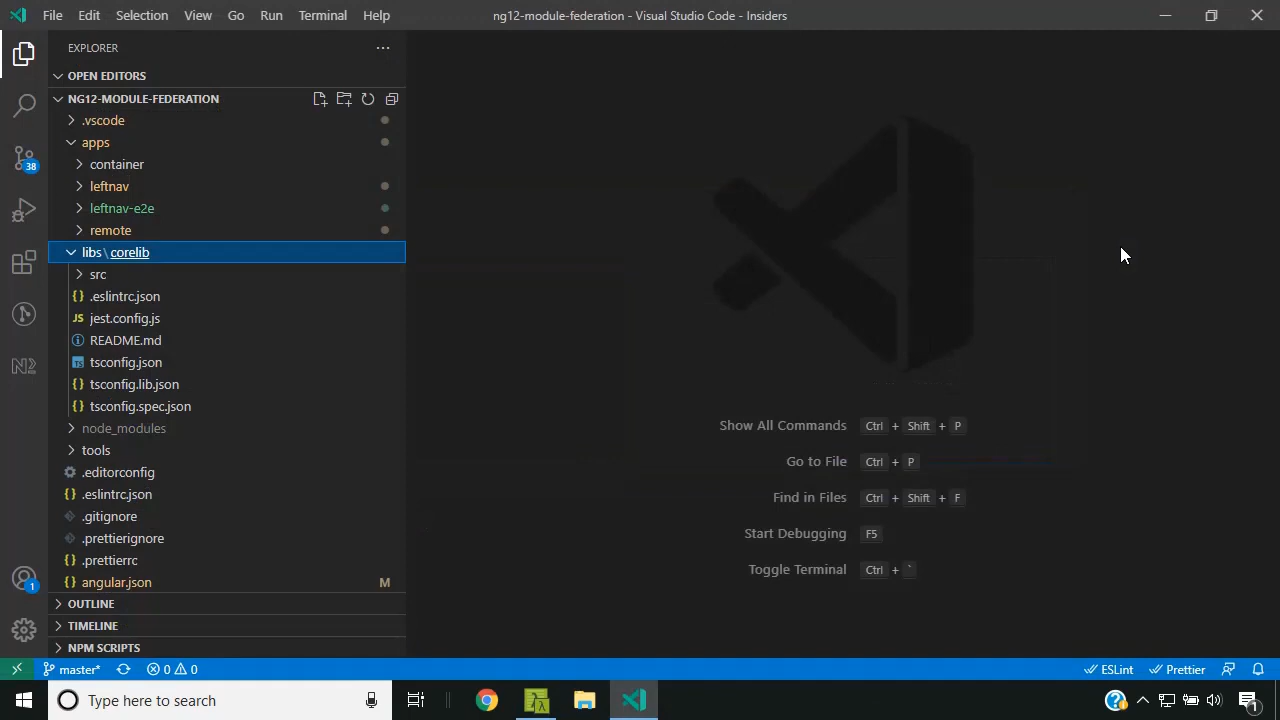 File Edit Selection View Go Run Terminal Help ng12-module-federation - Visual Studio Code - Insiders
EXPLORER
OPEN EDITORS
NG12-MODULE-FEDERATION
.vscode
apps
container
leftnav
leftnav-e2e
remote
libs\corelib
src
.eslintrc.json
jest.config.js
README.md
tsconfig.json
tsconfig.lib.json
tsconfig.spec.json
node_modules
tools
.editorconfig
.eslintrc.json
.gitignore
.prettierignore
.prettierrc
angular.json M
OUTLINE
TIMELINE
NPM SCRIPTS
38
1
Show All Commands Ctrl + Shift + P
Go to File Ctrl + P
Find in Files Ctrl + Shift + F
Start Debugging F5
Toggle Terminal Ctrl + `
master* 0 0 ESLint Prettier
Type here to search 1